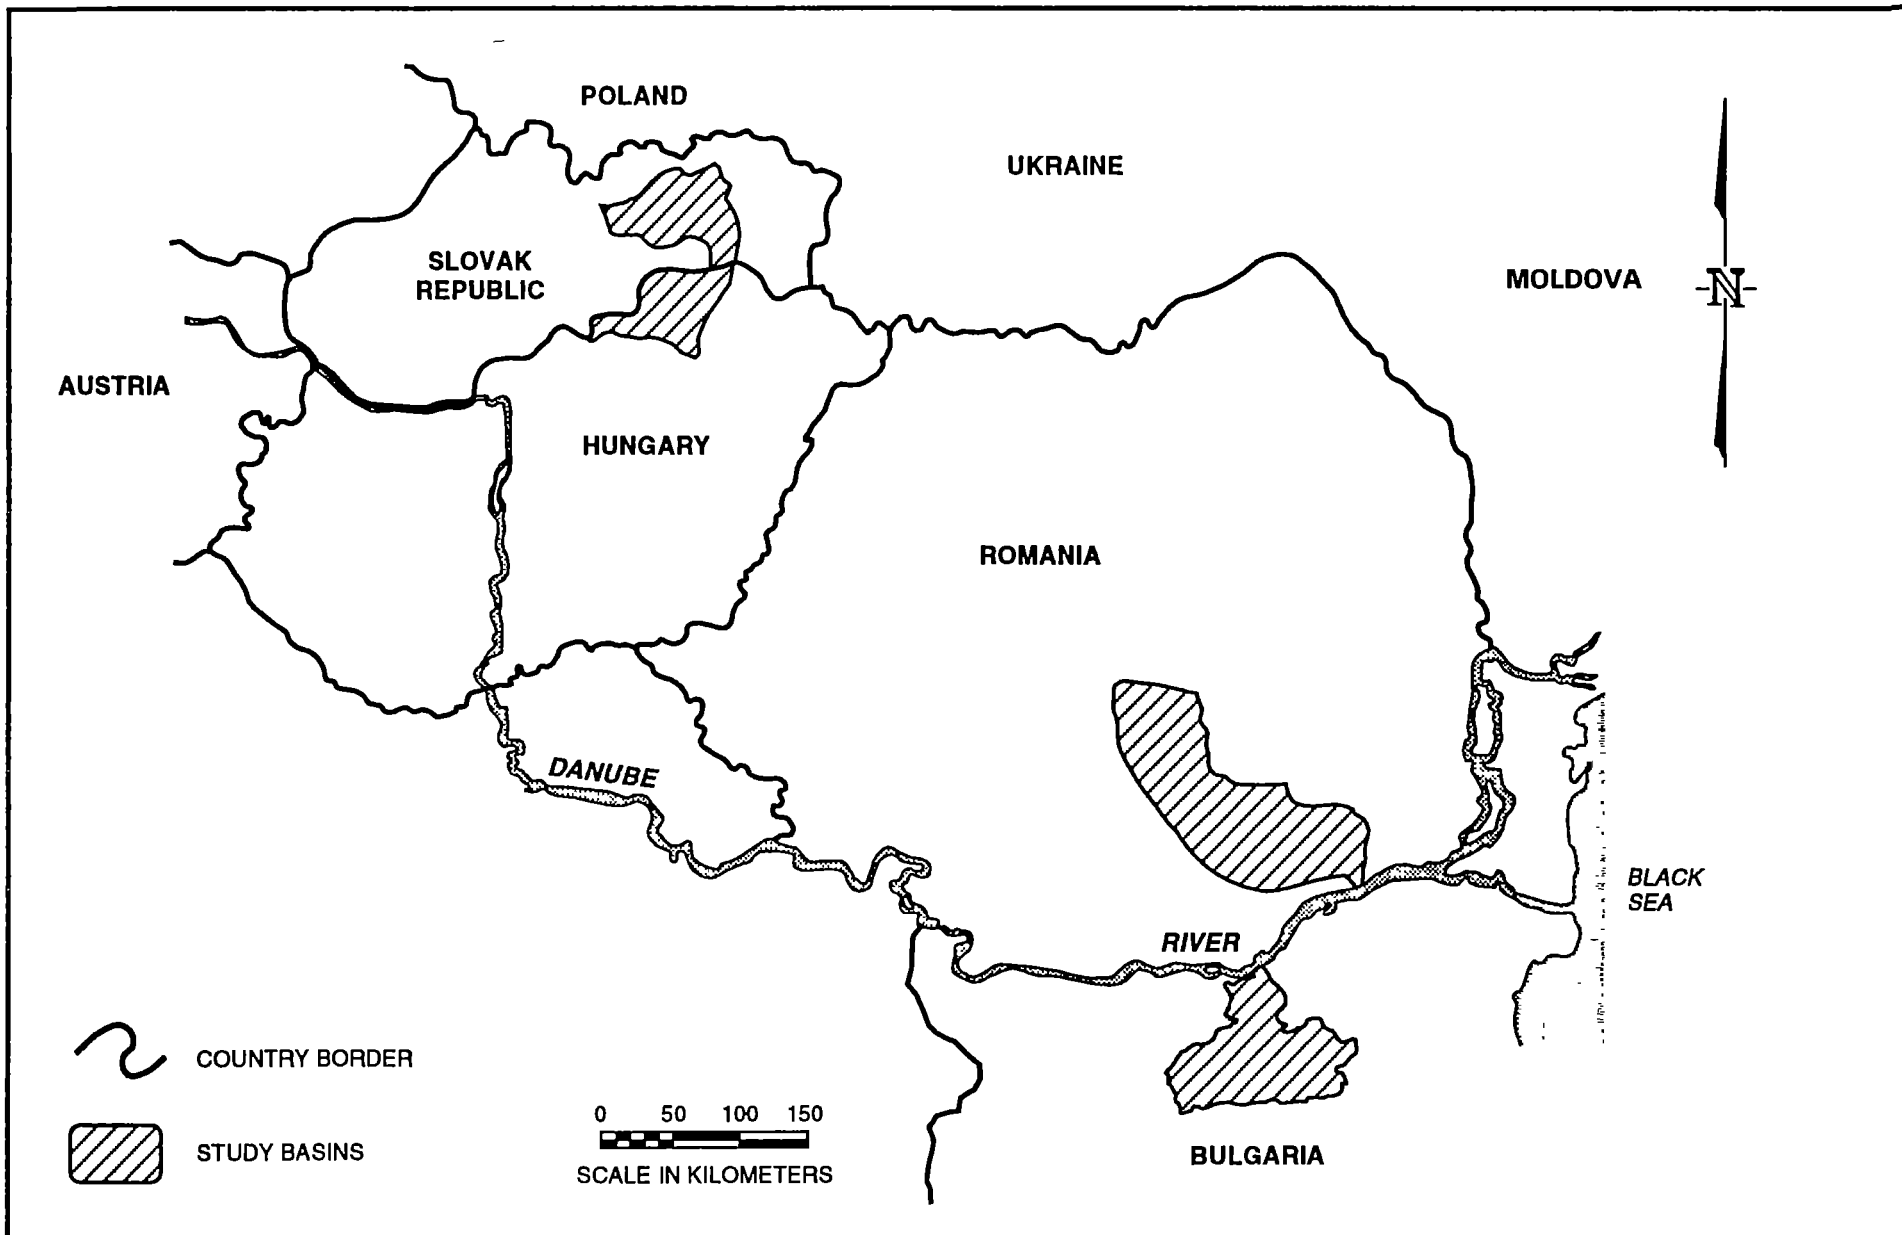 POLAND
UKRAINE
SLOVAK
REPUBLIC
MOLDOVA
N
AUSTRIA
HUNGARY
ROMANIA
DANUBE
BLACK
SEA
RIVER
COUNTRY BORDER
0 50 100 150
STUDY BASINS
SCALE IN KILOMETERS
BULGARIA